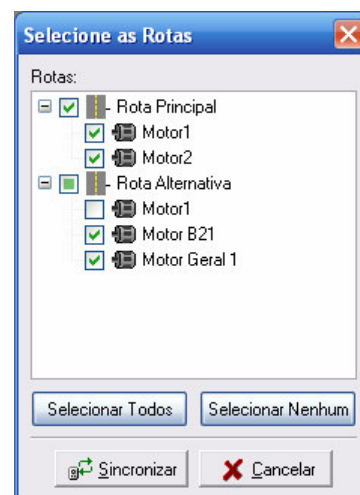 Selecione as Rotas
Rotas:
Rota Principal
Motor1
Motor2
Rota Alternativa
Motor1
Motor B21
Motor Geral 1
Selecionar Todos
Selecionar Nenhum
Sincronizar
Cancelar